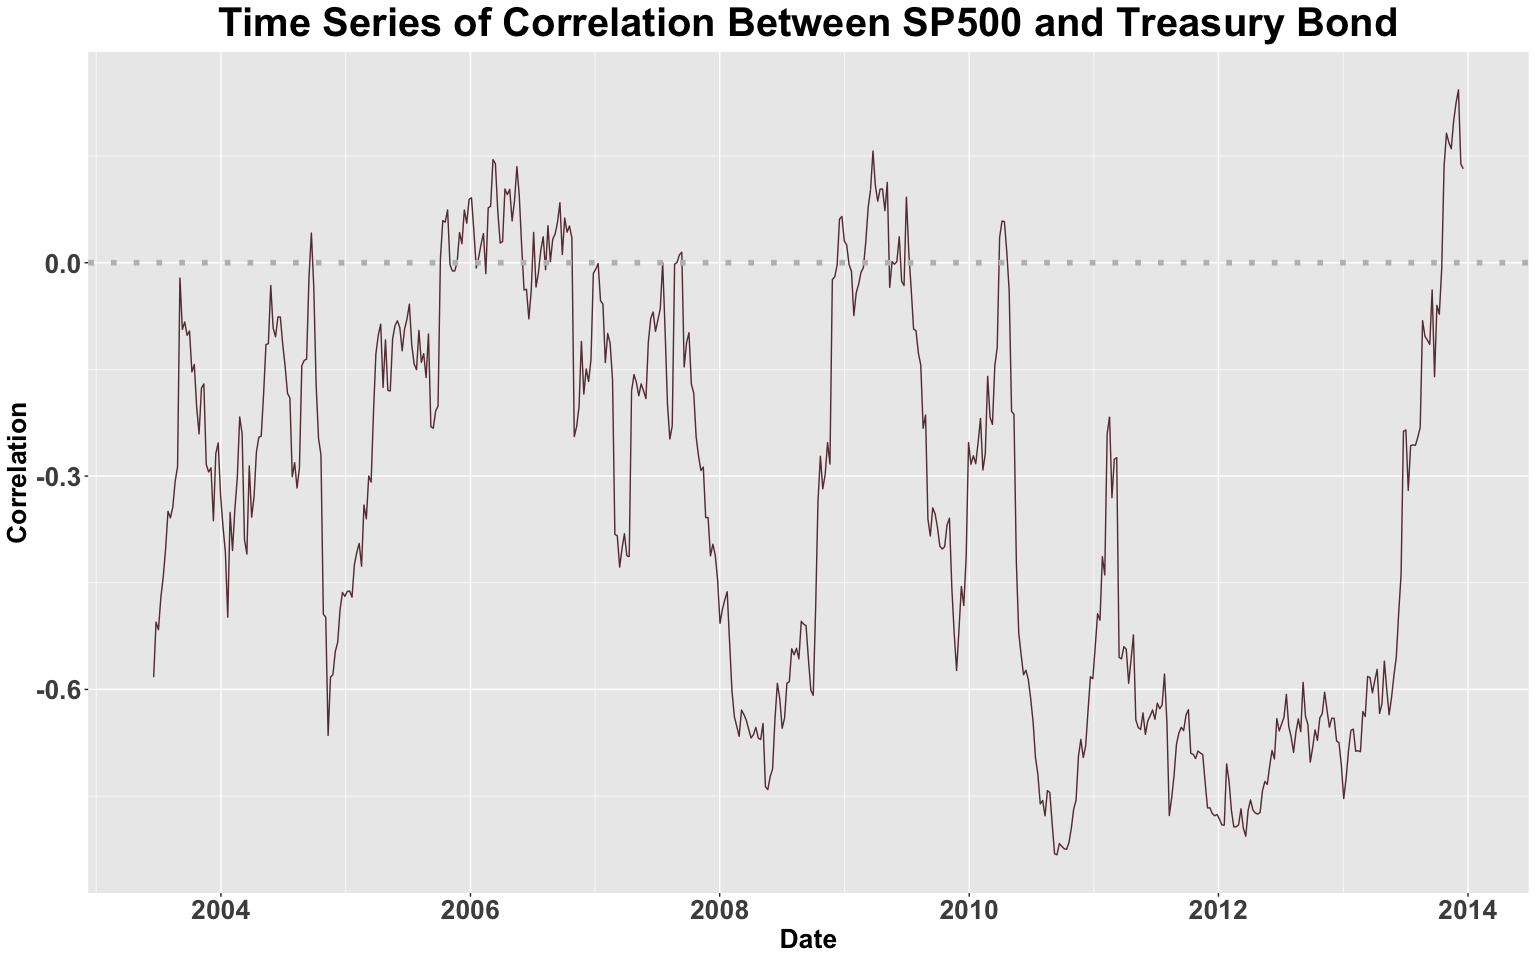 Time Series of Correlation Between SP500 and Treasury Bond
Correlation
0.0
-0.3
-0.6
2004 2006 2008 2010 2012 2014
Date